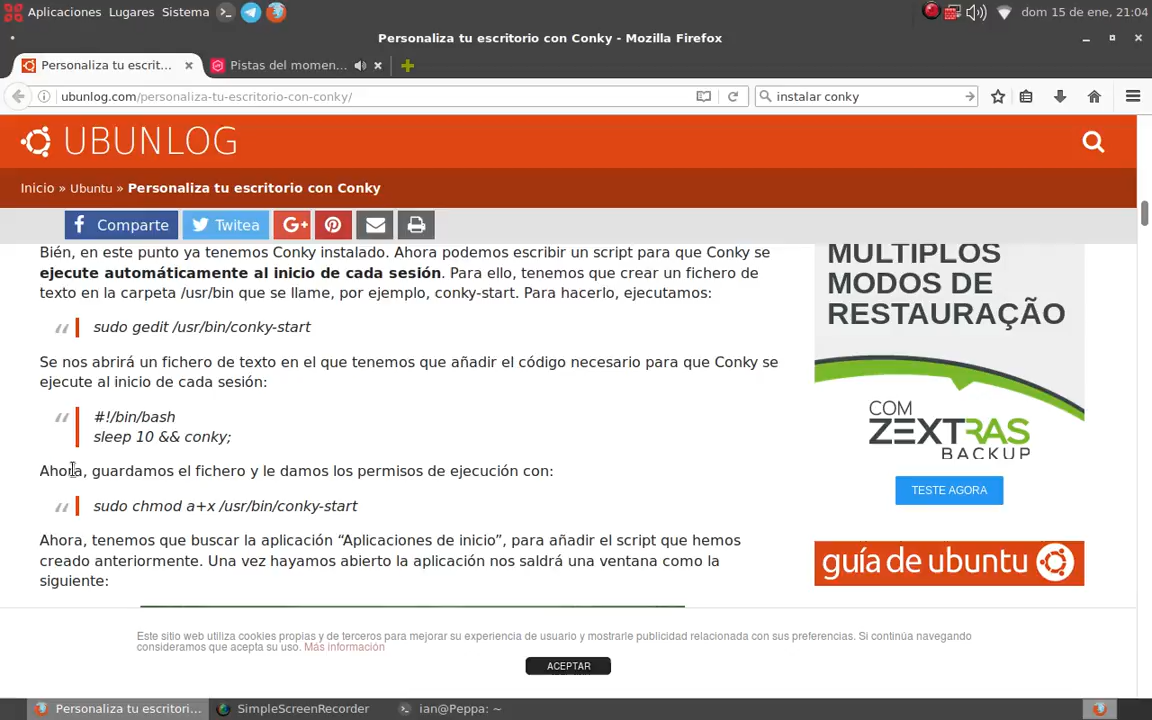 Aplicaciones Lugares Sistema
dom 15 de ene, 21:04
Personaliza tu escritorio con Conky - Mozilla Firefox
Personaliza tu escrit...
Pistas del momen...
ubunlog.com/personaliza-tu-escritorio-con-conky/
instalar conky
UBUNLOG
Inicio » Ubuntu » Personaliza tu escritorio con Conky
Comparte
Twitea
G+
Bién, en este punto ya tenemos Conky instalado. Ahora podemos escribir un script para que Conky se
ejecute automáticamente al inicio de cada sesión. Para ello, tenemos que crear un fichero de
texto en la carpeta /usr/bin que se llame, por ejemplo, conky-start. Para hacerlo, ejecutamos:
sudo gedit /usr/bin/conky-start
Se nos abrirá un fichero de texto en el que tenemos que añadir el código necesario para que Conky se
ejecute al inicio de cada sesión:
#!/bin/bash
sleep 10 && conky;
Ahora, guardamos el fichero y le damos los permisos de ejecución con:
sudo chmod a+x /usr/bin/conky-start
Ahora, tenemos que buscar la aplicación “Aplicaciones de inicio”, para añadir el script que hemos
creado anteriormente. Una vez hayamos abierto la aplicación nos saldrá una ventana como la
siguiente:
MÚLTIPLOS
MODOS DE
RESTAURAÇÃO
COM
ZEXTRAS
BACKUP
TESTE AGORA
guía de ubuntu
Este sitio web utiliza cookies propias y de terceros para mejorar su experiencia de usuario y mostrarle publicidad relacionada con sus preferencias. Si continúa navegando
consideramos que acepta su uso. Más información
ACEPTAR
Personaliza tu escritori...
SimpleScreenRecorder
ian@Peppa: ~